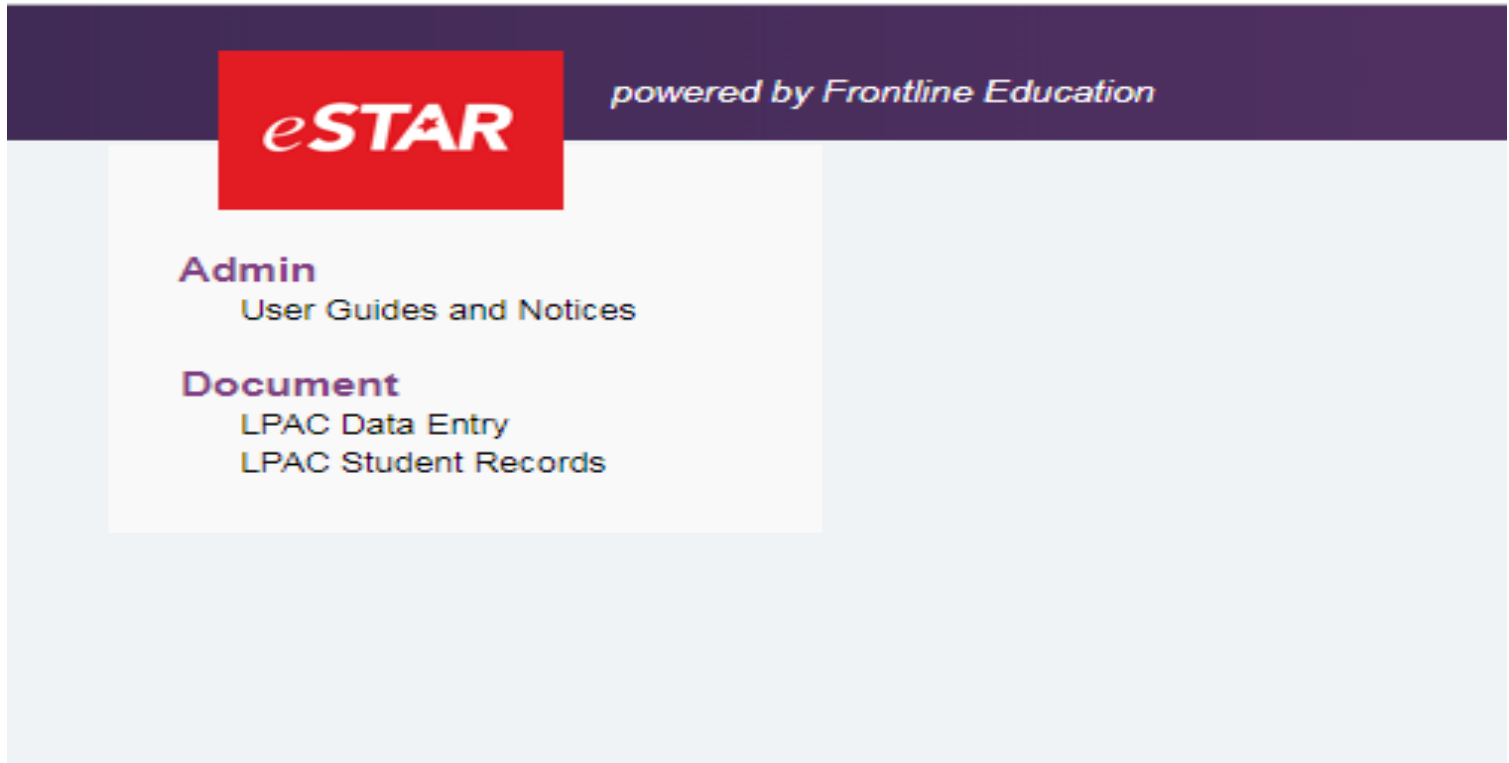 eSTAR
powered by Frontline Education
Admin
User Guides and Notices
Document
LPAC Data Entry
LPAC Student Records